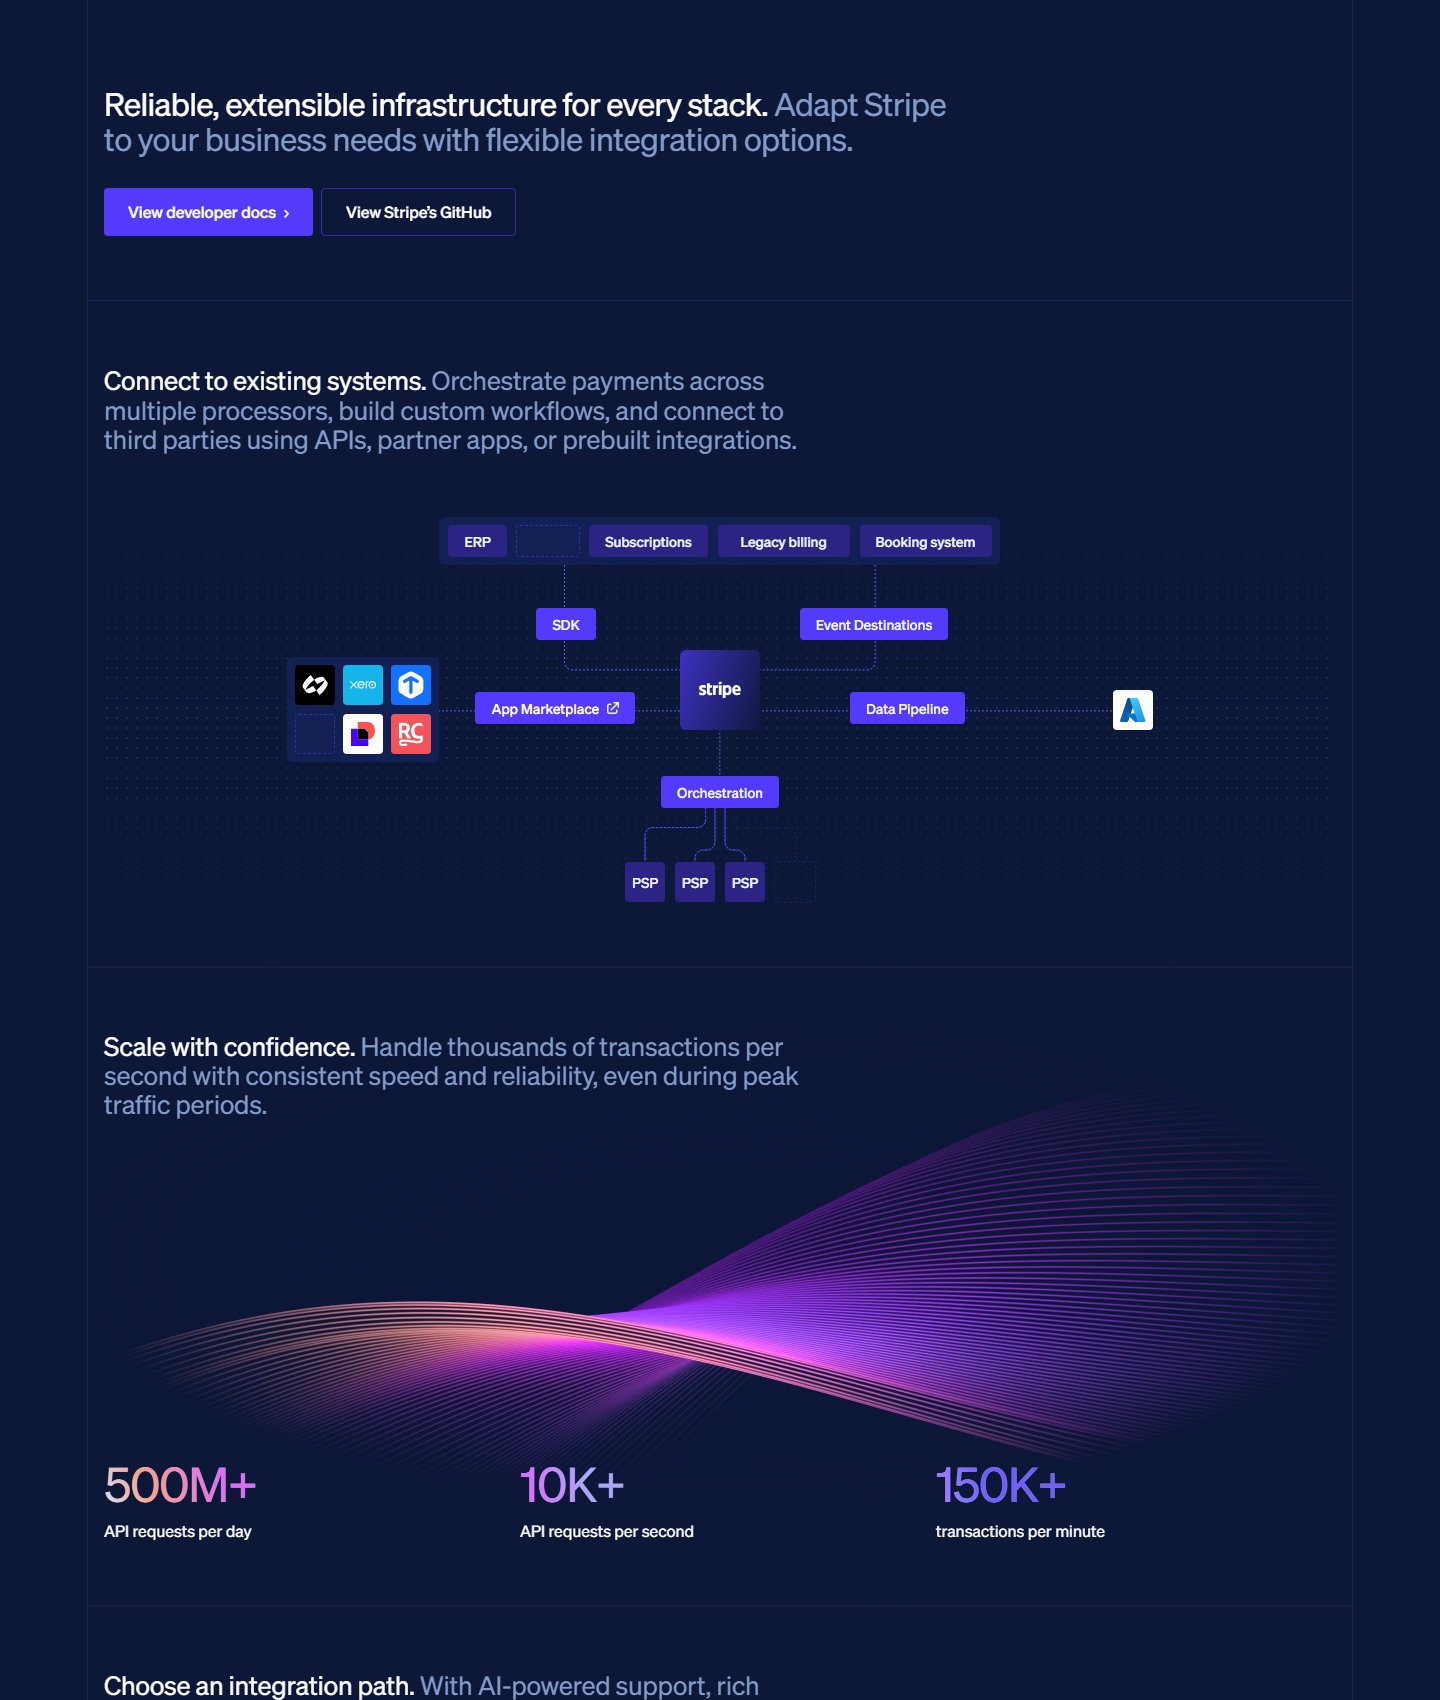 Reliable, extensible infrastructure for every stack. Adapt Stripe
to your business needs with flexible integration options.
View developer docs
View Stripe’s GitHub
Connect to existing systems. Orchestrate payments across
multiple processors, build custom workflows, and connect to
third parties using APIs, partner apps, or prebuilt integrations.
ERP
Subscriptions
Legacy billing
Booking system
SDK
Event Destinations
xero
RC
App Marketplace
stripe
Data Pipeline
Orchestration
PSP
PSP
PSP
Scale with confidence. Handle thousands of transactions per
second with consistent speed and reliability, even during peak
traffic periods.
500M+
API requests per day
10K+
API requests per second
150K+
transactions per minute
Choose an integration path. With AI-powered support, rich